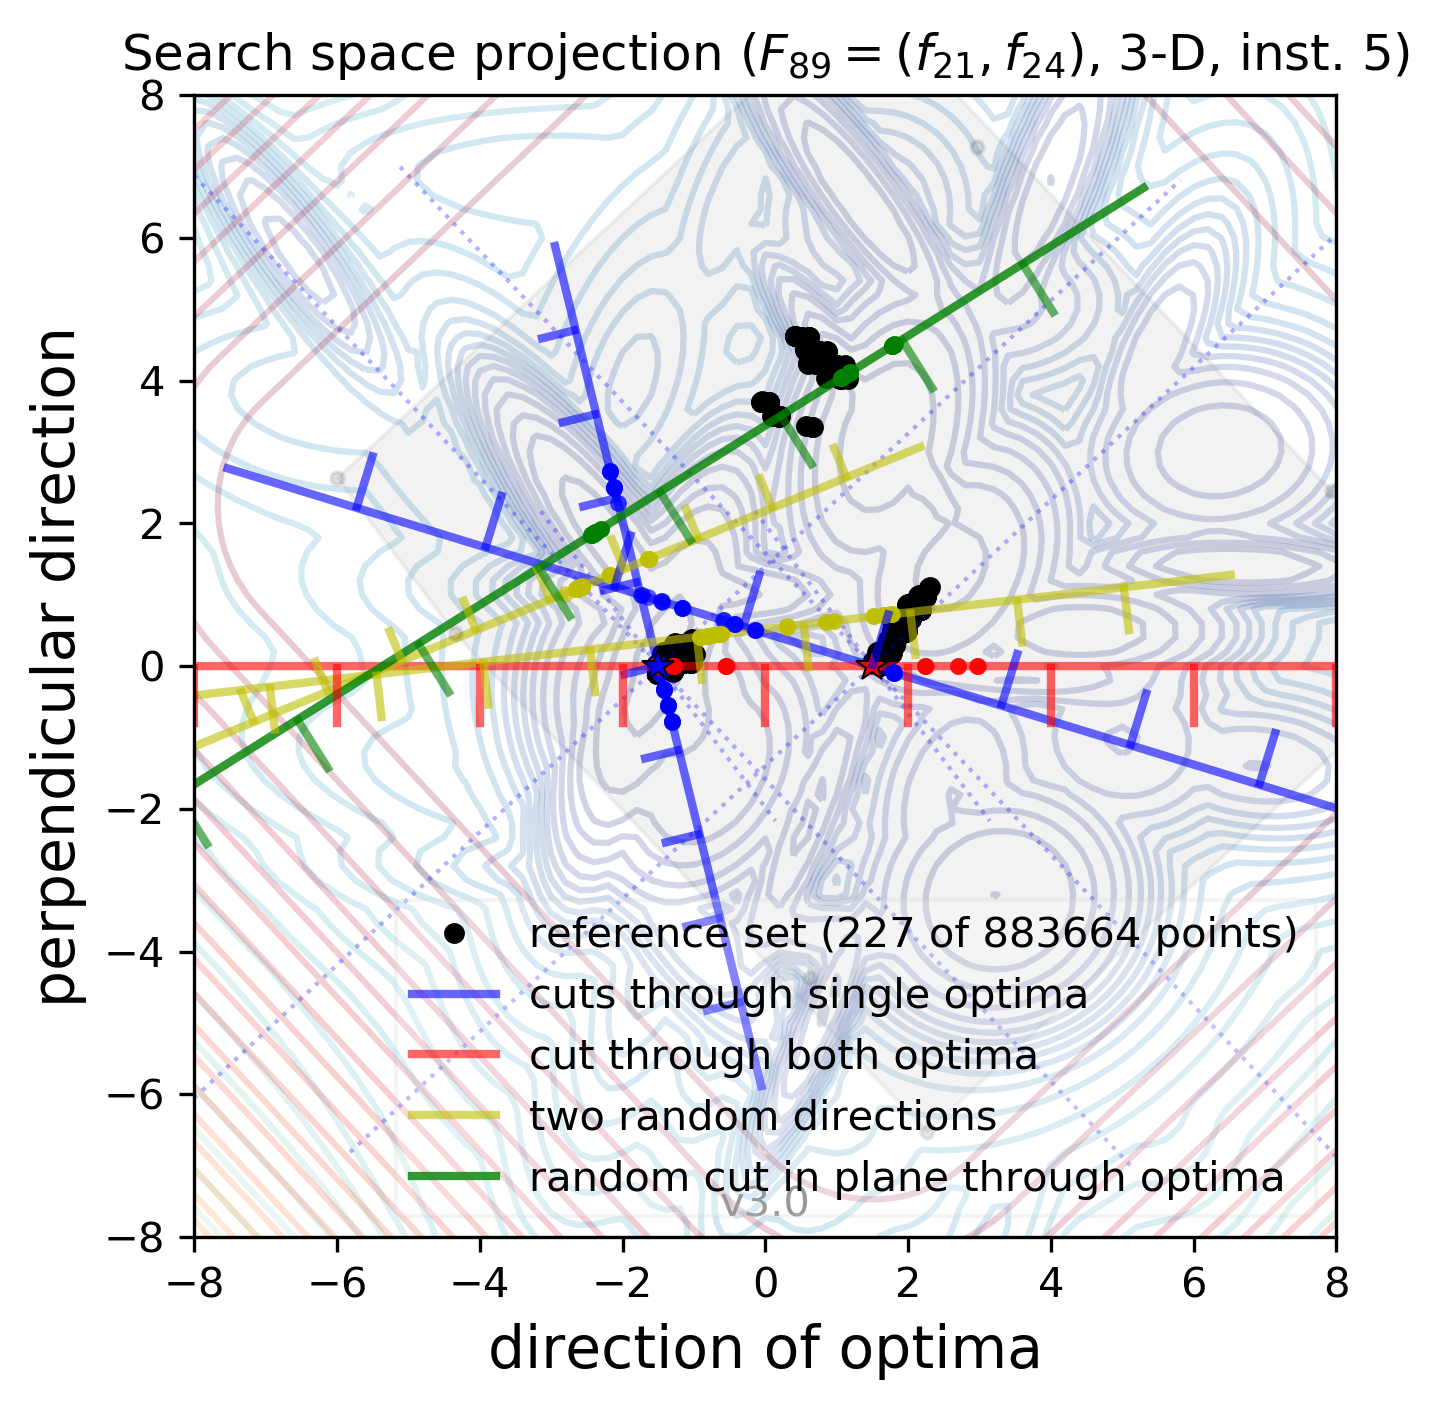 Search space projection (F₈₉ = (f₂₁, f₂₄), 3-D, inst. 5)
8
6
4
2
0
−2
−4
−6
−8
perpendicular direction
reference set (227 of 883664 points)
cuts through single optima
cut through both optima
two random directions
random cut in plane through optima
v3.0
−8 −6 −4 −2 0 2 4 6 8
direction of optima